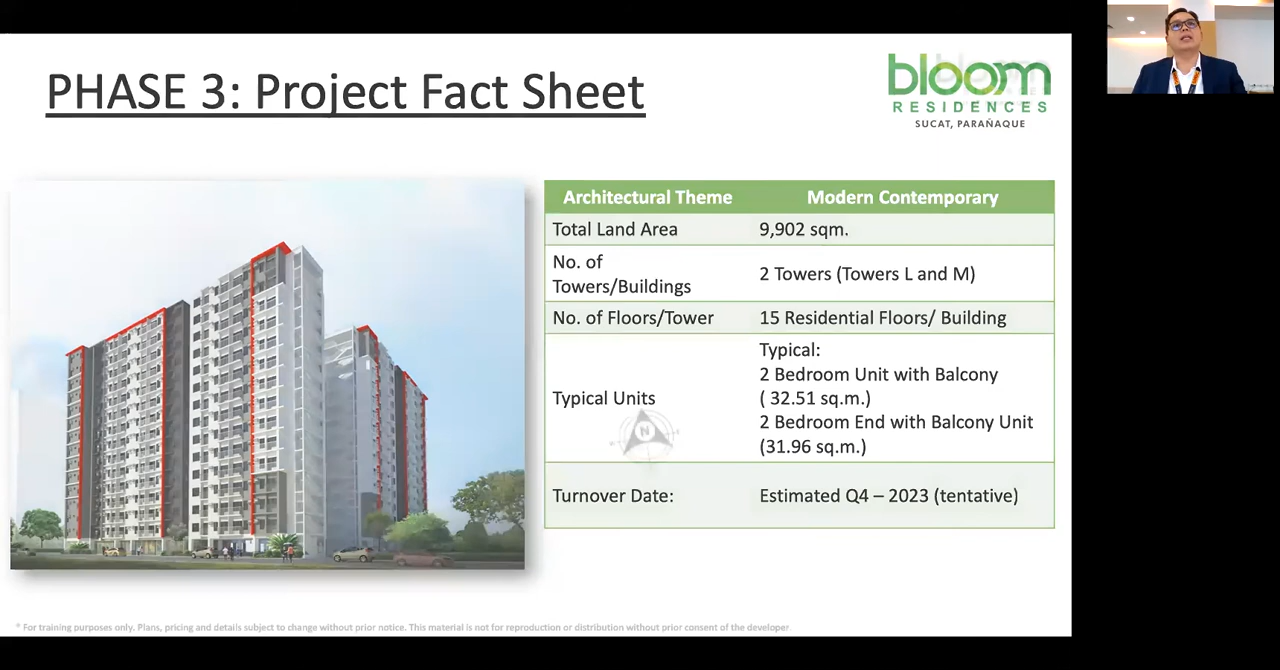 PHASE 3: Project Fact Sheet
bloom
RESIDENCES
SUCAT, PARAÑAQUE
Architectural Theme Modern Contemporary
Total Land Area 9,902 sqm.
No. of
Towers/Buildings 2 Towers (Towers L and M)
No. of Floors/Tower 15 Residential Floors/ Building
Typical Units
Typical:
2 Bedroom Unit with Balcony
( 32.51 sq.m.)
2 Bedroom End with Balcony Unit
(31.96 sq.m.)
N
Turnover Date: Estimated Q4 – 2023 (tentative)
* For training purposes only. Plans, pricing and details subject to change without prior notice. This material is not for reproduction or distribution without prior consent of the developer